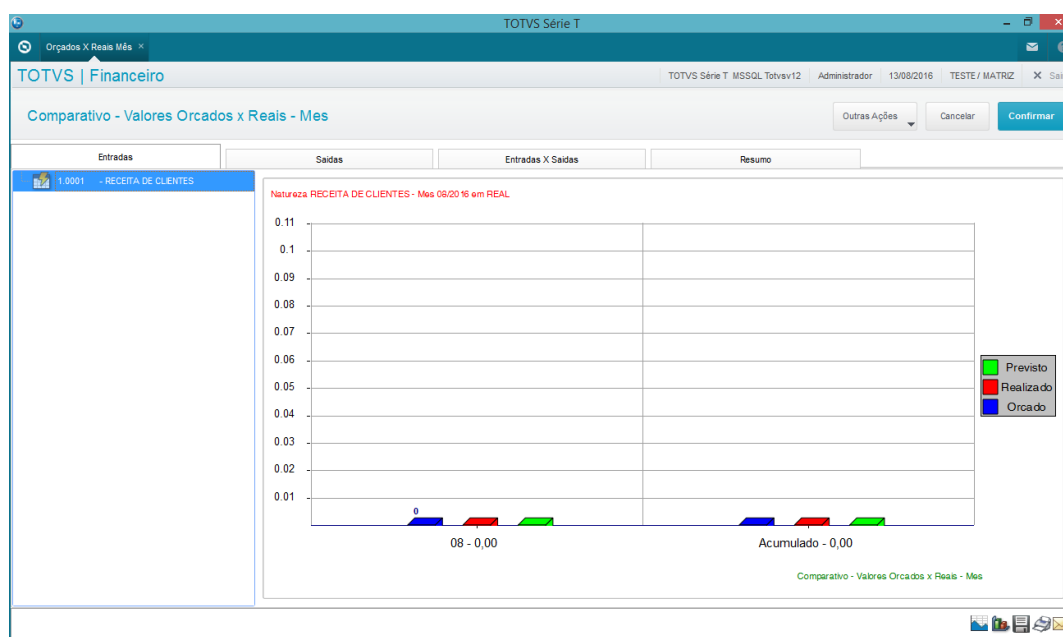 TOTVS Série T
Orçados X Reais Mês
TOTVS | Financeiro
TOTVS Série T MSSQL Totvsv12 Administrador 13/08/2016 TESTE / MATRIZ X Sai
Comparativo - Valores Orcados x Reais - Mes
Outras Ações Cancelar Confirmar
Entradas Saidas Entradas X Saidas Resumo
1.0001 - RECEITA DE CLIENTES
Natureza RECEITA DE CLIENTES - Mes 08/2016 em REAL
0.11
0.1
0.09
0.08
0.07
0.06
0.05
0.04
0.03
0.02
0.01
Previsto
Realizado
Orcado
0
08 - 0,00 Acumulado - 0,00
Comparativo - Valores Orcados x Reais - Mes